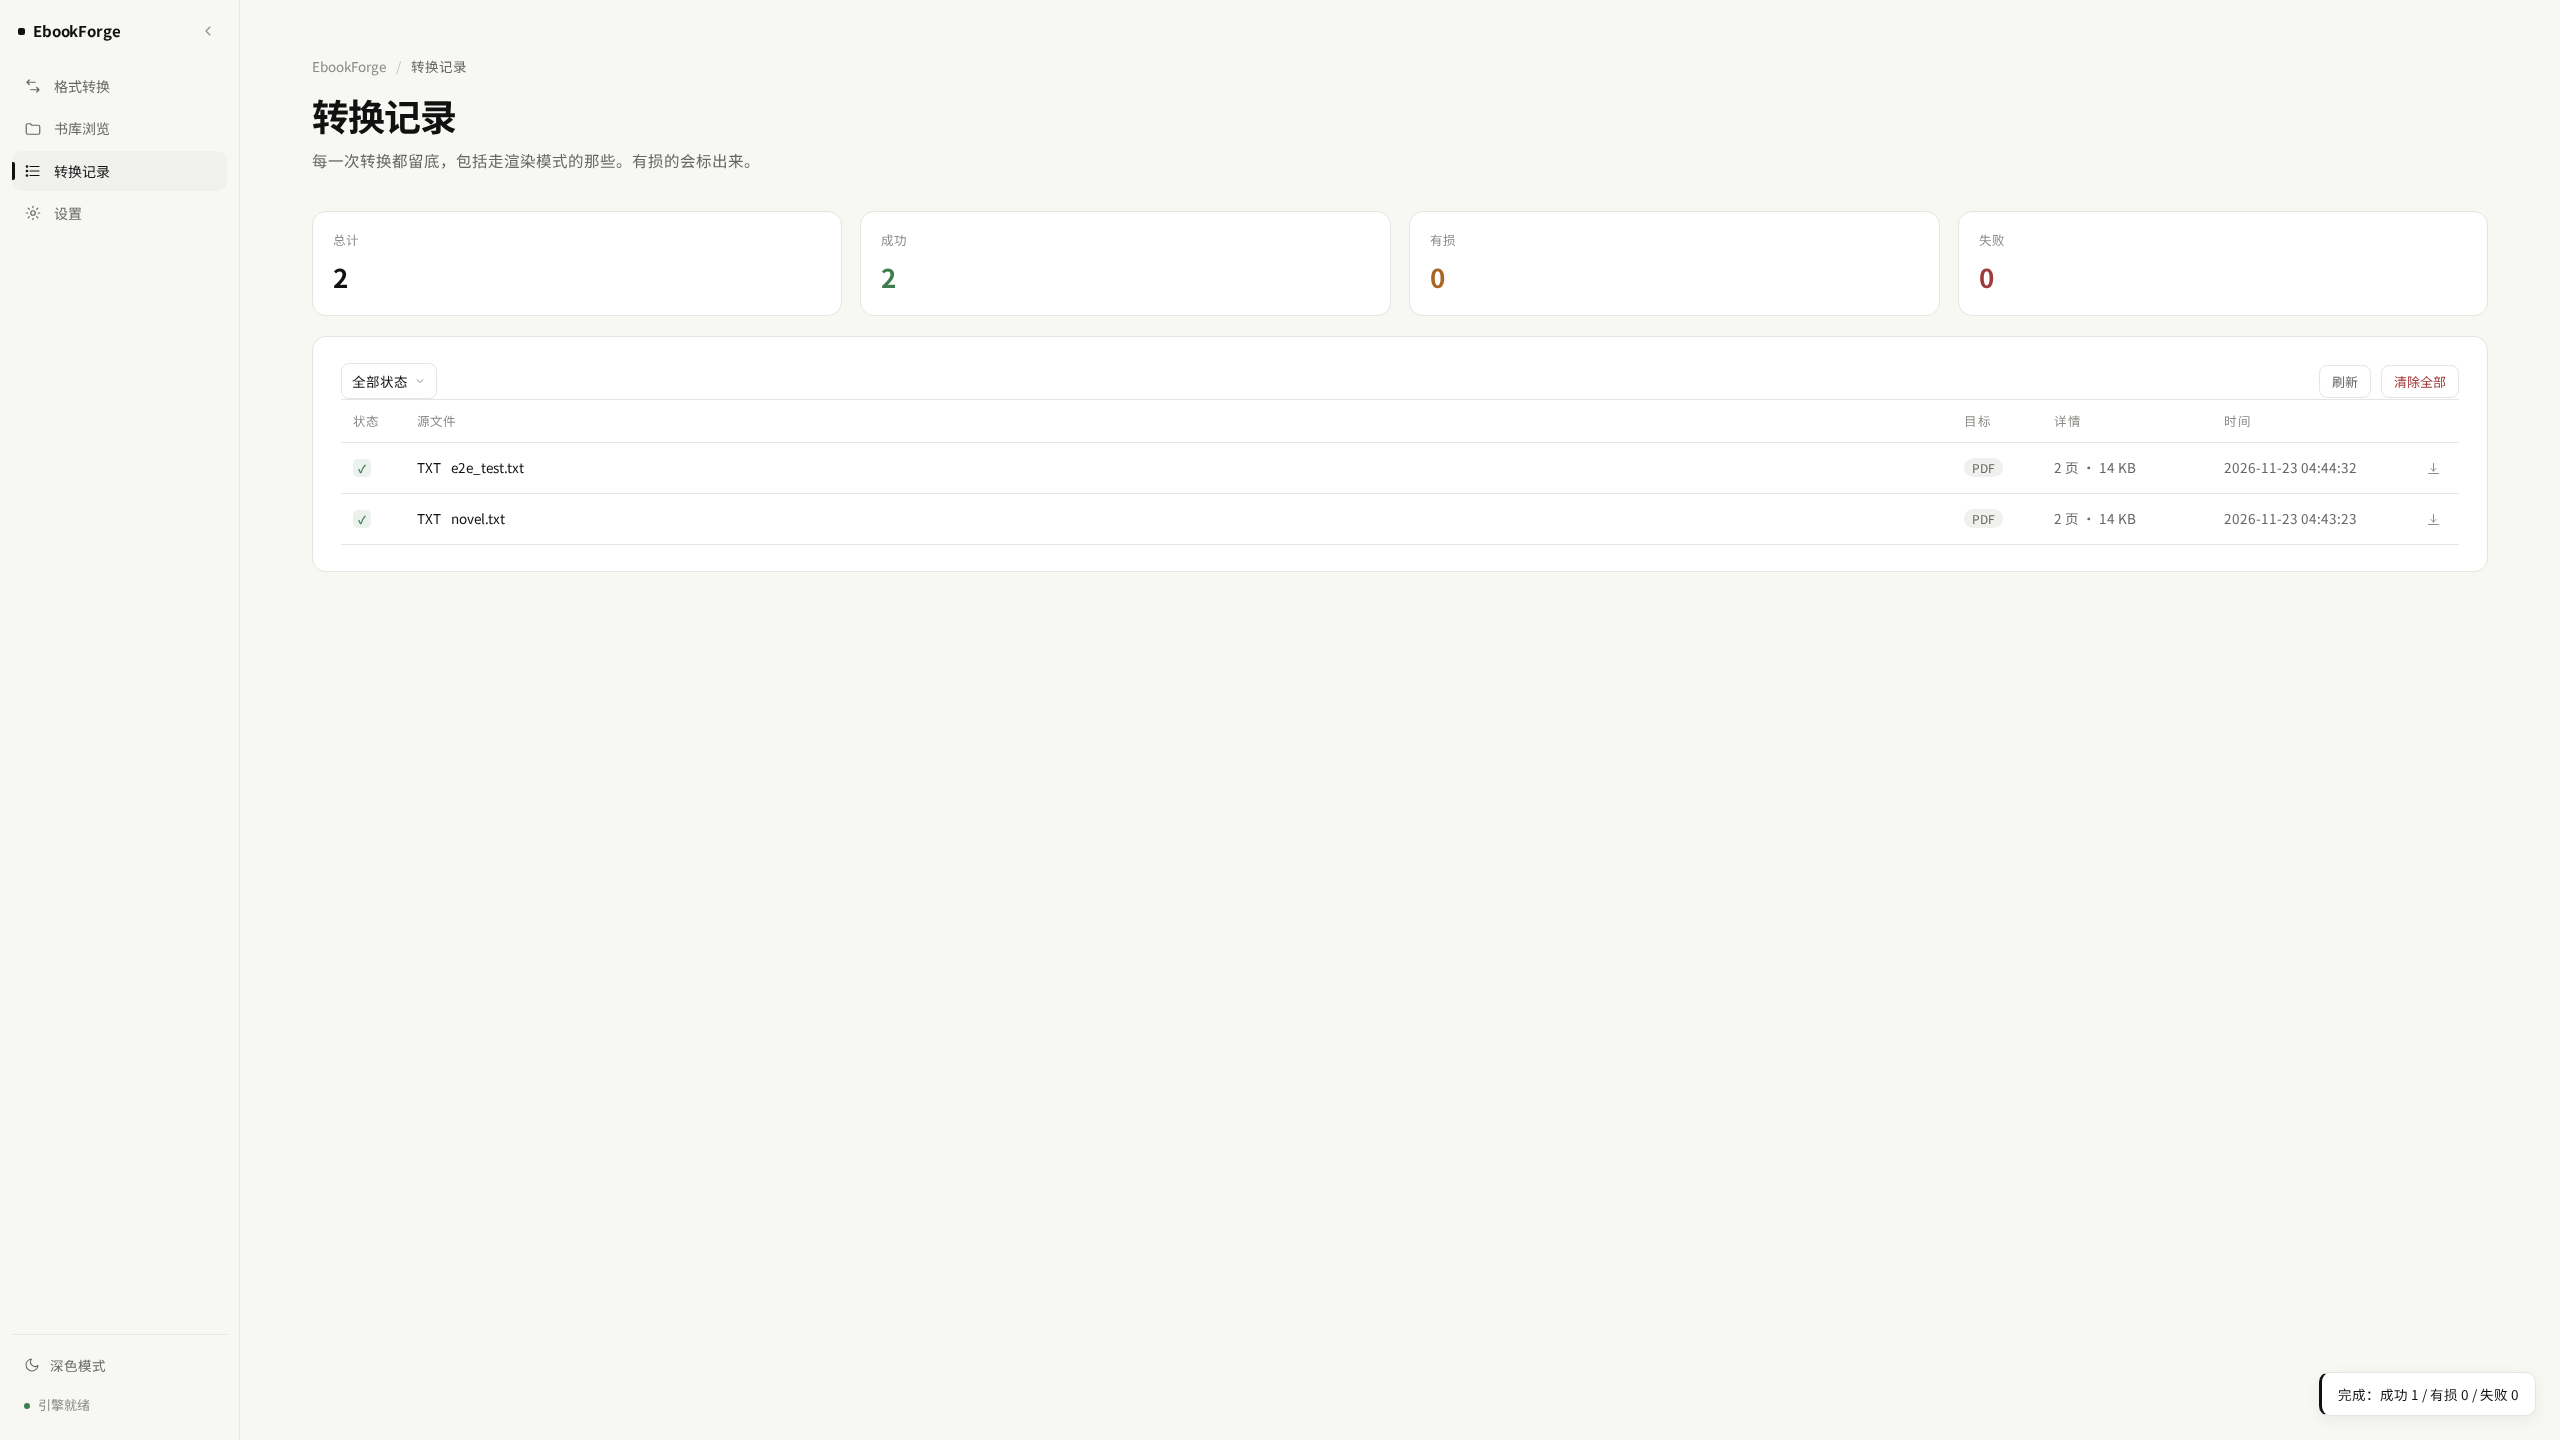 EbookForge
格式转换
书库浏览
转换记录
设置
EbookForge / 转换记录
转换记录
每一次转换都留底，包括走渲染模式的那些。有损的会标出来。
总计
2
成功
2
有损
0
失败
0
全部状态
刷新
清除全部
状态 源文件 目标 详情 时间
✓ TXT e2e_test.txt PDF 2 页 · 14 KB 2026-11-23 04:44:32
✓ TXT novel.txt PDF 2 页 · 14 KB 2026-11-23 04:43:23
深色模式
引擎就绪
完成：成功 1 / 有损 0 / 失败 0